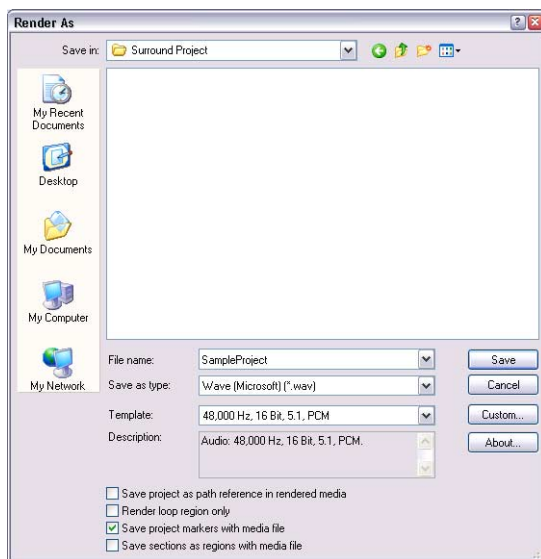 Render As
Save in:
Surround Project
My Recent
Documents
Desktop
My Documents
My Computer
My Network
File name:
SampleProject
Save
Save as type:
Wave (Microsoft) (*.wav)
Cancel
Template:
48,000 Hz, 16 Bit, 5.1, PCM
Custom...
Description:
Audio: 48,000 Hz, 16 Bit, 5.1, PCM.
About...
Save project as path reference in rendered media
Render loop region only
Save project markers with media file
Save sections as regions with media file